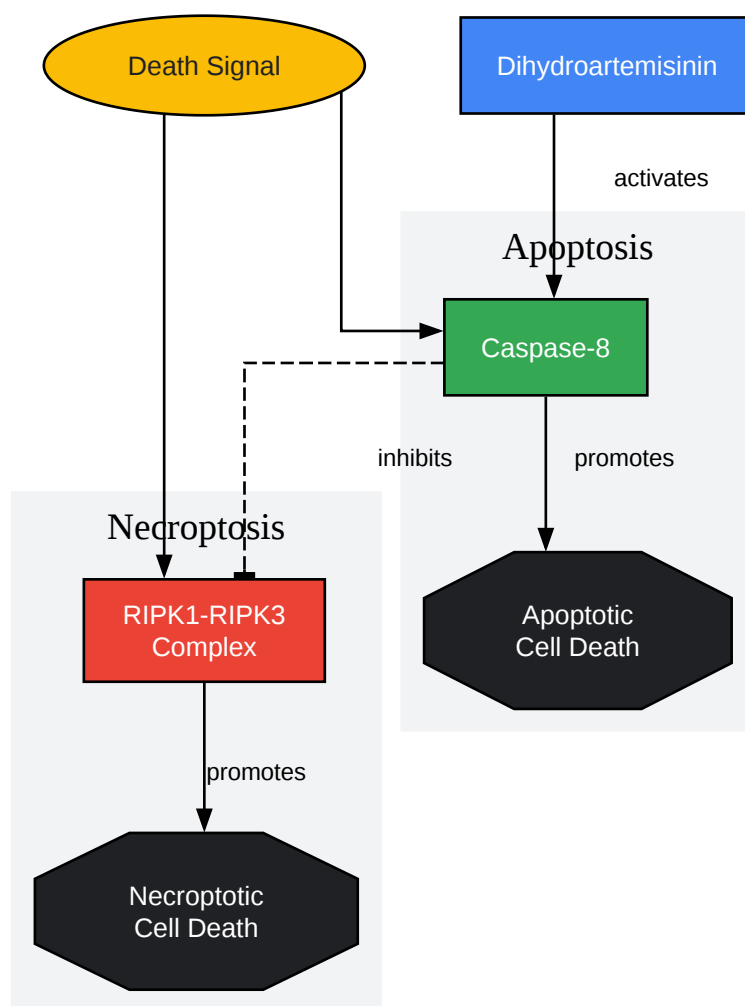 Death Signal
Dihydroartemisinin
activates
Apoptosis
Caspase-8
inhibits
promotes
Necroptosis
RIPK1-RIPK3
Complex
Apoptotic
Cell Death
promotes
Necroptotic
Cell Death